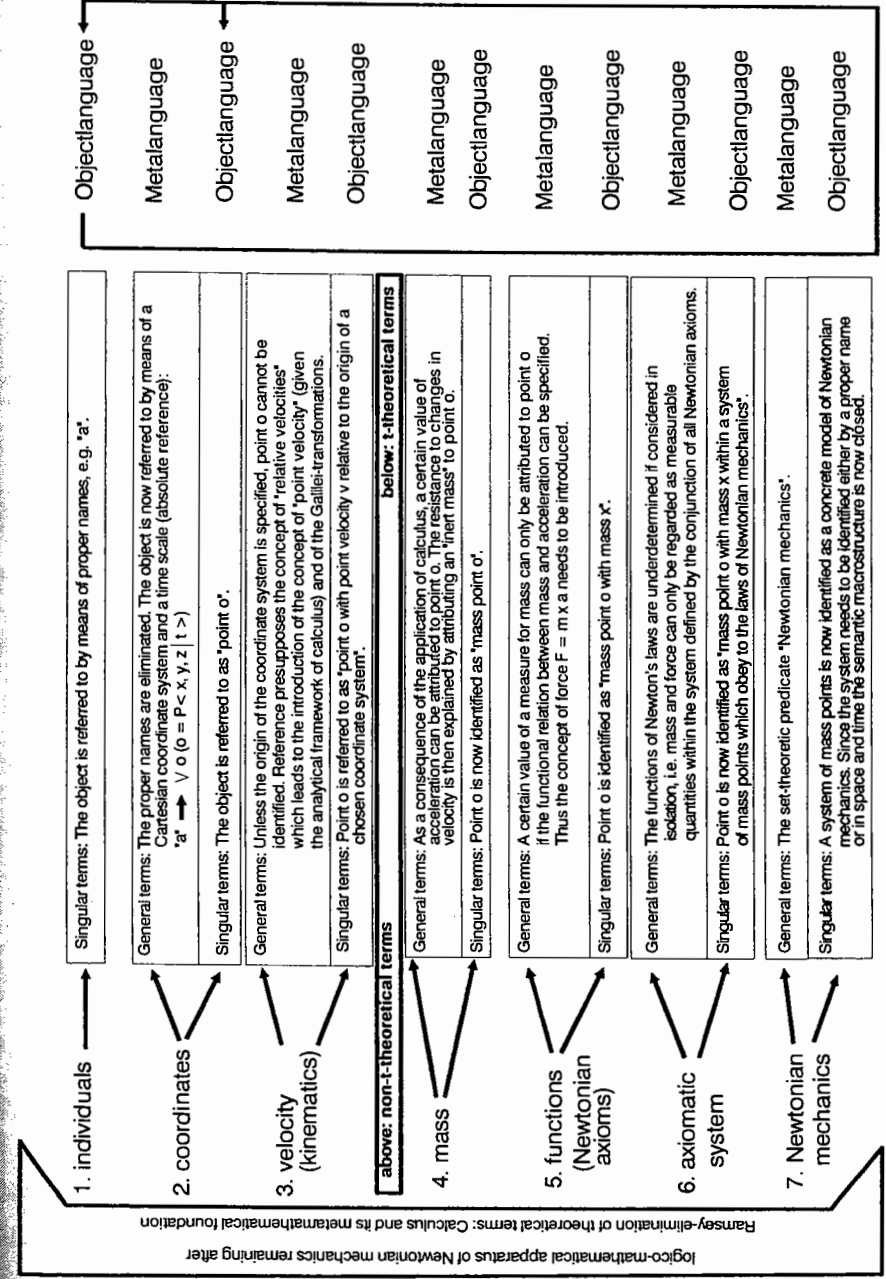 logico-mathematical apparatus of Newtonian mechanics remaining after
Ramsey-elimination of theoretical terms: Calculus and its metamathematical foundation
1. individuals
Singular terms: The object is referred to by means of proper names, e.g. "a".
Objectlanguage
2. coordinates
General terms: The proper names are eliminated. The object is now referred to by means of a
Cartesian coordinate system and a time scale (absolute reference):
"a" → \/ o (o = P< x, y, z | t >)
Metalanguage
Singular terms: The object is referred to as "point o".
Objectlanguage
3. velocity
(kinematics)
General terms: Unless the origin of the coordinate system is specified, point o cannot be
identified. Reference presupposes the concept of "relative velocities"
which leads to the introduction of the concept of "point velocity" (given
the analytical framework of calculus) and of the Galilei-transformations.
Metalanguage
Singular terms: Point o is referred to as "point o with point velocity v relative to the origin of a
chosen coordinate system".
Objectlanguage
above: non-t-theoretical terms
below: t-theoretical terms
4. mass
General terms: As a consequence of the application of calculus, a certain value of
acceleration can be attributed to point o. The resistance to changes in
velocity is then explained by attributing an "inert mass" to point o.
Metalanguage
Singular terms: Point o is now identified as "mass point o".
Objectlanguage
5. functions
(Newtonian
axioms)
General terms: A certain value of a measure for mass can only be attributed to point o
if the functional relation between mass and acceleration can be specified.
Thus the concept of force F = m x a needs to be introduced.
Metalanguage
Singular terms: Point o is identified as "mass point o with mass x".
Objectlanguage
6. axiomatic
system
General terms: The functions of Newton's laws are underdetermined if considered in
isolation, i.e. mass and force can only be regarded as measurable
quantities within the system defined by the conjunction of all Newtonian axioms.
Metalanguage
Singular terms: Point o is now identified as "mass point o with mass x within a system
of mass points which obey to the laws of Newtonian mechanics".
Objectlanguage
7. Newtonian
mechanics
General terms: The set-theoretic predicate "Newtonian mechanics".
Metalanguage
Singular terms: A system of mass points is now identified as a concrete model of Newtonian
mechanics. Since the system needs to be identified either by a proper name
or in space and time the semantic macrostructure is now closed.
Objectlanguage